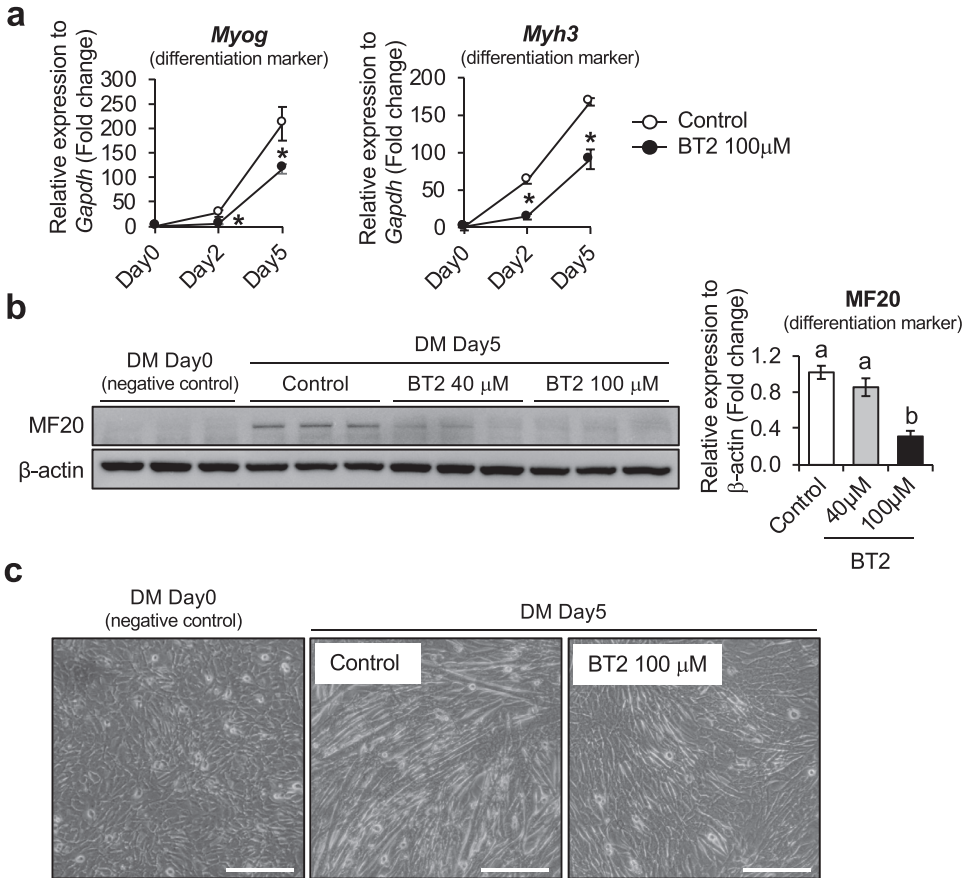 a
Myog
(differentiation marker)
Relative expression to
Gapdh (Fold change)
300
250
200
150
100
50
0
*
*
Day0
Day2
Day5
Myh3
(differentiation marker)
Relative expression to
Gapdh (Fold change)
200
150
100
50
0
*
*
Day0
Day2
Day5
Control
BT2 100μM
b
DM Day0
(negative control)
DM Day5
Control
BT2 40 μM
BT2 100 μM
MF20
β-actin
MF20
(differentiation marker)
Relative expression to
β-actin (Fold change)
1.2
0.8
0.4
0.0
a
a
b
Control
40μM
100μM
BT2
c
DM Day0
(negative control)
DM Day5
Control
BT2 100 μM